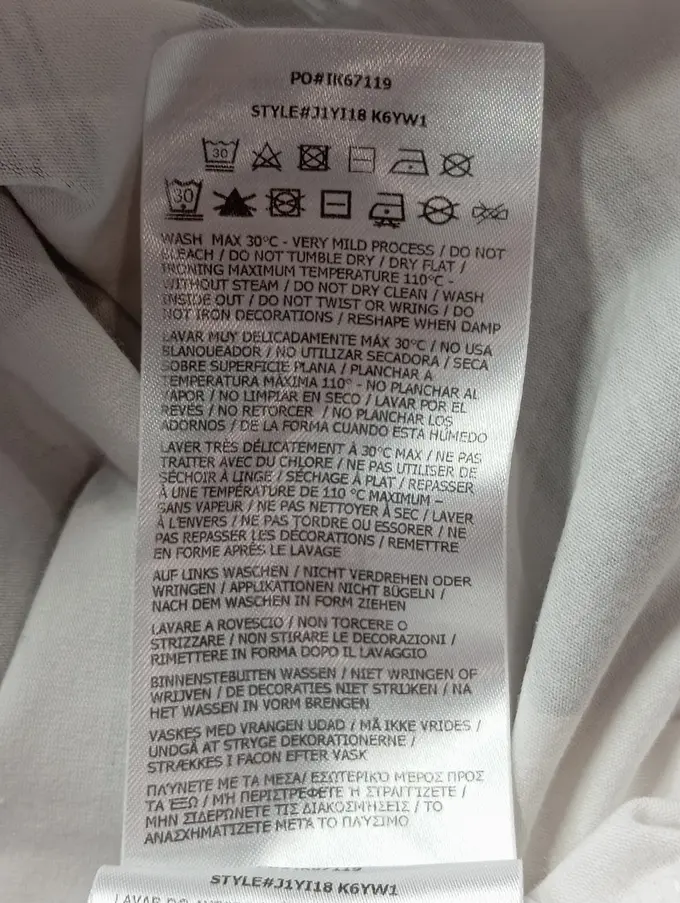 PO#IK67119
STYLE#J1YI18 K6YW1
30
30
WASH MAX 30°C - VERY MILD PROCESS / DO NOT
BLEACH / DO NOT TUMBLE DRY / DRY FLAT /
IRONING MAXIMUM TEMPERATURE 110°C -
WITHOUT STEAM / DO NOT DRY CLEAN / WASH
INSIDE OUT / DO NOT TWIST OR WRING / DO
NOT IRON DECORATIONS / RESHAPE WHEN DAMP
LAVAR MUY DELICADAMENTE MÁX 30°C / NO USA
BLANQUEADOR / NO UTILIZAR SECADORA / SECA
SOBRE SUPERFICIE PLANA / PLANCHAR A
TEMPERATURA MÁXIMA 110° - NO PLANCHAR AL
VAPOR / NO LIMPIAR EN SECO / LAVAR POR EL
REVÉS / NO RETORCER / NO PLANCHAR LOS
ADORNOS / DE LA FORMA CUANDO ESTÁ HÚMEDO
LAVER TRÈS DÉLICATEMENT À 30°C MAX / NE PAS
TRAITER AVEC DU CHLORE / NE PAS UTILISER DE
SÉCHOIR À LINGE / SÉCHAGE À PLAT / REPASSER
À UNE TEMPÉRATURE DE 110 °C MAXIMUM –
SANS VAPEUR / NE PAS NETTOYER À SEC / LAVER
À L'ENVERS / NE PAS TORDRE OU ESSORER / NE
PAS REPASSER LES DÉCORATIONS / REMETTRE
EN FORME APRÈS LE LAVAGE
AUF LINKS WASCHEN / NICHT VERDREHEN ODER
WRINGEN / APPLIKATIONEN NICHT BÜGELN /
NACH DEM WASCHEN IN FORM ZIEHEN
LAVARE A ROVESCIO / NON TORCERE O
STRIZZARE / NON STIRARE LE DECORAZIONI /
RIMETTERE IN FORMA DOPO IL LAVAGGIO
BINNENSTEBUITEN WASSEN / NIET WRINGEN OF
WRIJVEN / DE DECORATIES NIET STRIJKEN / NA
HET WASSEN IN VORM BRENGEN
VASKES MED VRANGEN UDAD / MÅ IKKE VRIDES /
UNDGÅ AT STRYGE DEKORATIONERNE /
STRÆKKES I FACON EFTER VASK
ΠΛΥΝΕΤΕ ΜΕ ΤΑ ΜΕΣΑ/ ΕΣΩΤΕΡΙΚΟ ΜΕΡΟΣ ΠΡΟΣ
ΤΑ ΈΞΩ / ΜΗ ΠΕΡΙΣΤΡΕΦΕΤΕ Ή ΣΤΡΑΓΓΙΖΕΤΕ /
ΜΗΝ ΣΙΔΕΡΩΝΕΤΕ ΤΙΣ ΔΙΑΚΟΣΜΗΣΕΙΣ / ΤΟ
ΑΝΑΣΧΗΜΑΤΙΖΕΤΕ ΜΕΤΑ ΤΟ ΠΛΥΣΙΜΟ
STYLE#J1YI18 K6YW1